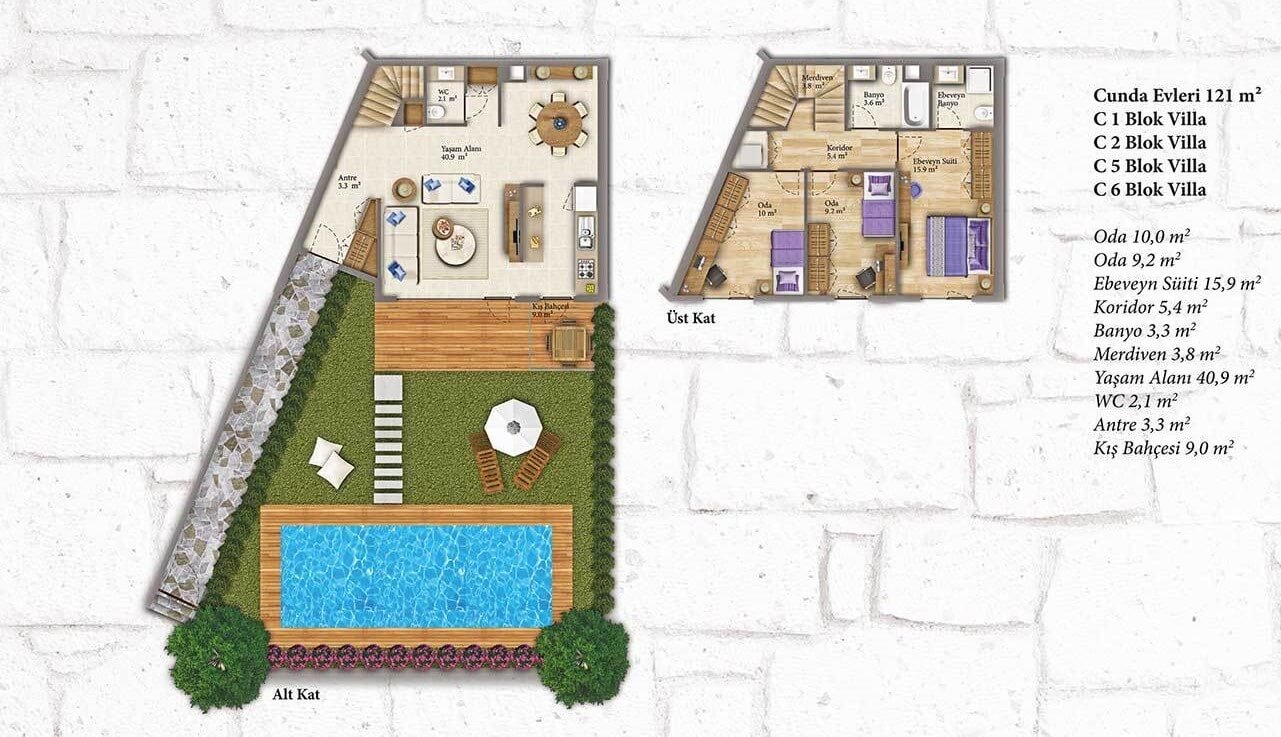 WC
2.1 m²
Yaşam Alanı
40.9 m²
Antre
3.3 m²
Kış Bahçesi
9.0 m²
Alt Kat
Merdiven
3.8 m²
Banyo
3.6 m²
Ebeveyn
Banyo
Koridor
5.4 m²
Ebeveyn Süiti
15.9 m²
Oda
10 m²
Oda
9.2 m²
Üst Kat
Cunda Evleri 121 m²
C 1 Blok Villa
C 2 Blok Villa
C 5 Blok Villa
C 6 Blok Villa
Oda 10,0 m²
Oda 9,2 m²
Ebeveyn Süiti 15,9 m²
Koridor 5,4 m²
Banyo 3,3 m²
Merdiven 3,8 m²
Yaşam Alanı 40,9 m²
WC 2,1 m²
Antre 3,3 m²
Kış Bahçesi 9,0 m²